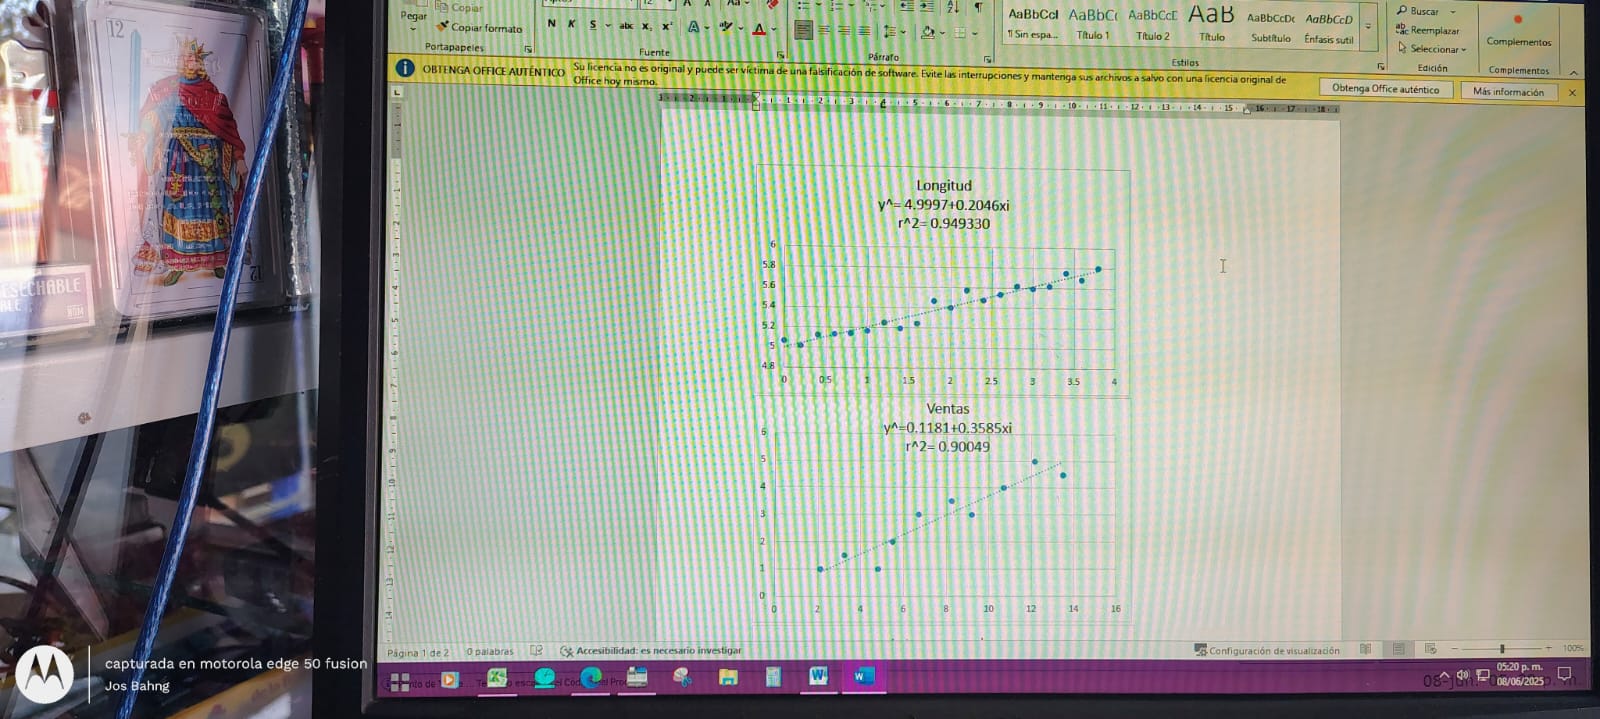 12
12
ESECHABLE
BLE
Pegar
Copiar
Copiar formato
Portapapeles
N K S abc x₂ x²
Fuente
Párrafo
AaBbCcI AaBbC AaBbCcD AaB AaBbCcDc AaBbCcD
¶ Sin espa... Título 1 Título 2 Título Subtítulo Énfasis sutil
Estilos
Buscar
Reemplazar
Seleccionar
Edición
Complementos
Complementos
OBTENGA OFFICE AUTÉNTICO Su licencia no es original y puede ser víctima de una falsificación de software. Evite las interrupciones y mantenga sus archivos a salvo con una licencia original de
Office hoy mismo.
Obtenga Office auténtico
Más información
Longitud
y^= 4.9997+0.2046xi
r^2= 0.949330
6
5.8
5.6
5.4
5.2
5
4.8
0 0.5 1 1.5 2 2.5 3 3.5 4
Ventas
y^=0.1181+0.3585xi
r^2= 0.90049
6
5
4
3
2
1
0
0 2 4 6 8 10 12 14 16
Página 1 de 2 0 palabras Accesibilidad: es necesario investigar
Configuración de visualización
100%
05:20 p. m.
08/06/2025
capturada en motorola edge 50 fusion
Jos Bahng